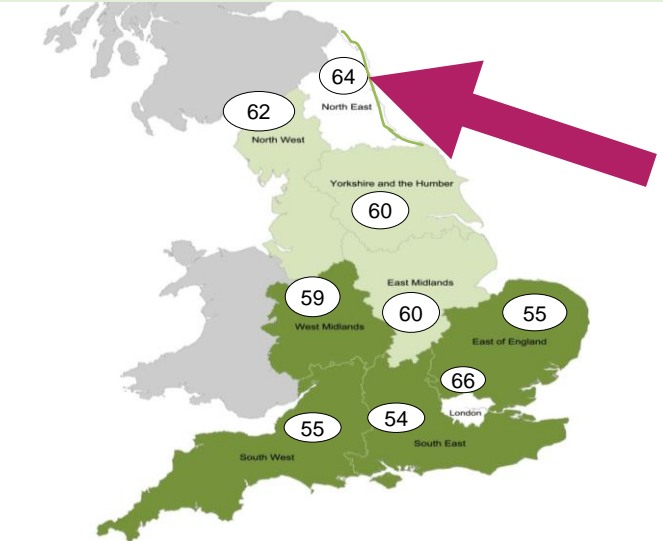 64
North East
62
North West
Yorkshire and the Humber
60
East Midlands
59
60
West Midlands
55
East of England
66
London
54
South East
55
South West